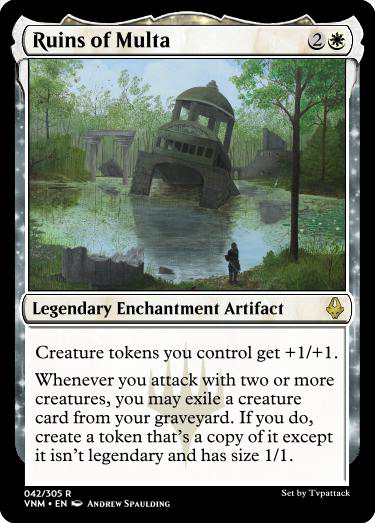 Ruins of Multa 2
Legendary Enchantment Artifact
Creature tokens you control get +1/+1.
Whenever you attack with two or more
creatures, you may exile a creature
card from your graveyard. If you do,
create a token that's a copy of it except
it isn't legendary and has size 1/1.
042/305 R
VNM • EN Andrew Spaulding
Set by Tvpattack